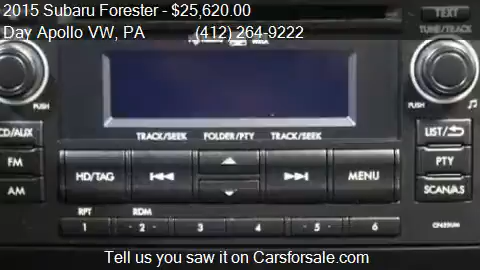 2015 Subaru Forester - $25,620.00
Day Apollo VW, PA (412) 264-9222
TEXT
TUNE/TRACK
PUSH
PUSH
CD/AUX
TRACK/SEEK FOLDER/PTY TRACK/SEEK
LIST/
FM
HD/TAG
MENU
PTY
AM
SCAN/AS
RPT RDM
1 - 2 - 3 4 - 5 - 6
Tell us you saw it on Carsforsale.com